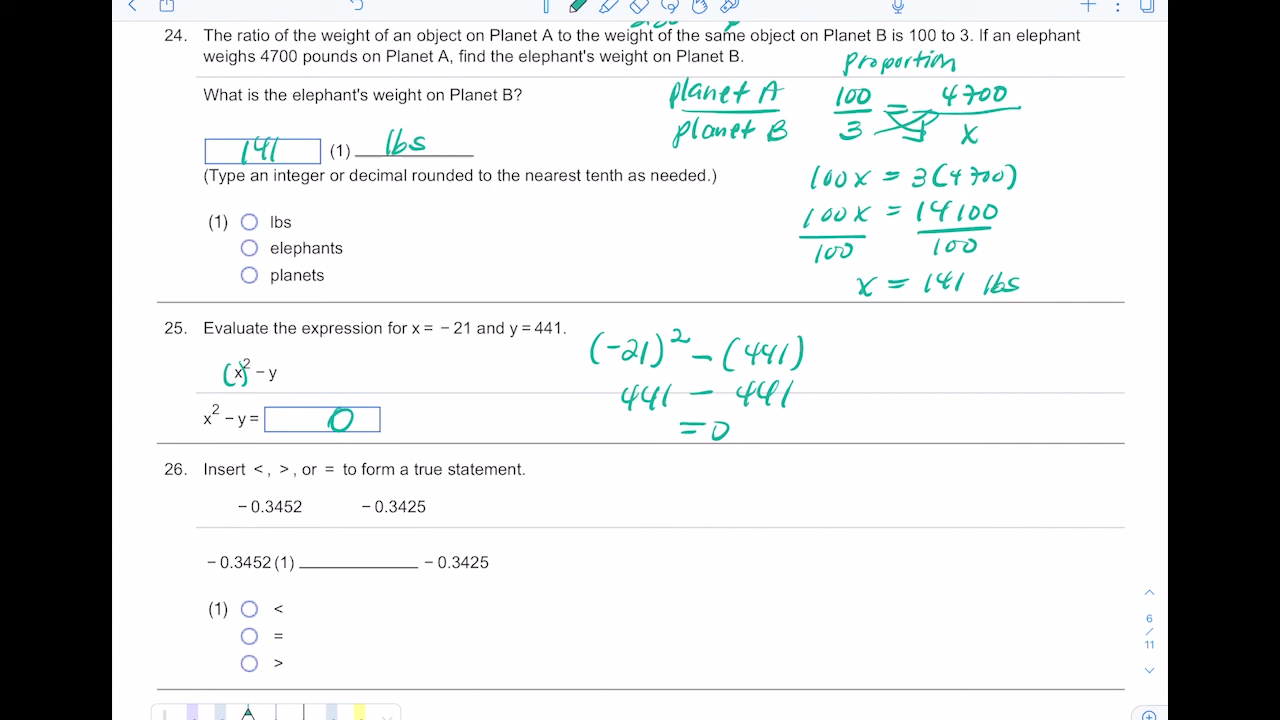 24. The ratio of the weight of an object on Planet A to the weight of the same object on Planet B is 100 to 3. If an elephant
weighs 4700 pounds on Planet A, find the elephant's weight on Planet B.
proportion
What is the elephant's weight on Planet B?
planet A 100 = 4700
planet B 3 x
141 (1) lbs
(Type an integer or decimal rounded to the nearest tenth as needed.)
100x = 3(4700)
(1) lbs
100x = 14100
elephants
100 100
planets
x = 141 lbs
25. Evaluate the expression for x = − 21 and y = 441.
(-21)² - (441)
(x)² − y
441 - 441
x² − y = 0
= 0
26. Insert < , > , or = to form a true statement.
− 0.3452 − 0.3425
− 0.3452 (1) − 0.3425
(1) <
=
>
6
/
11